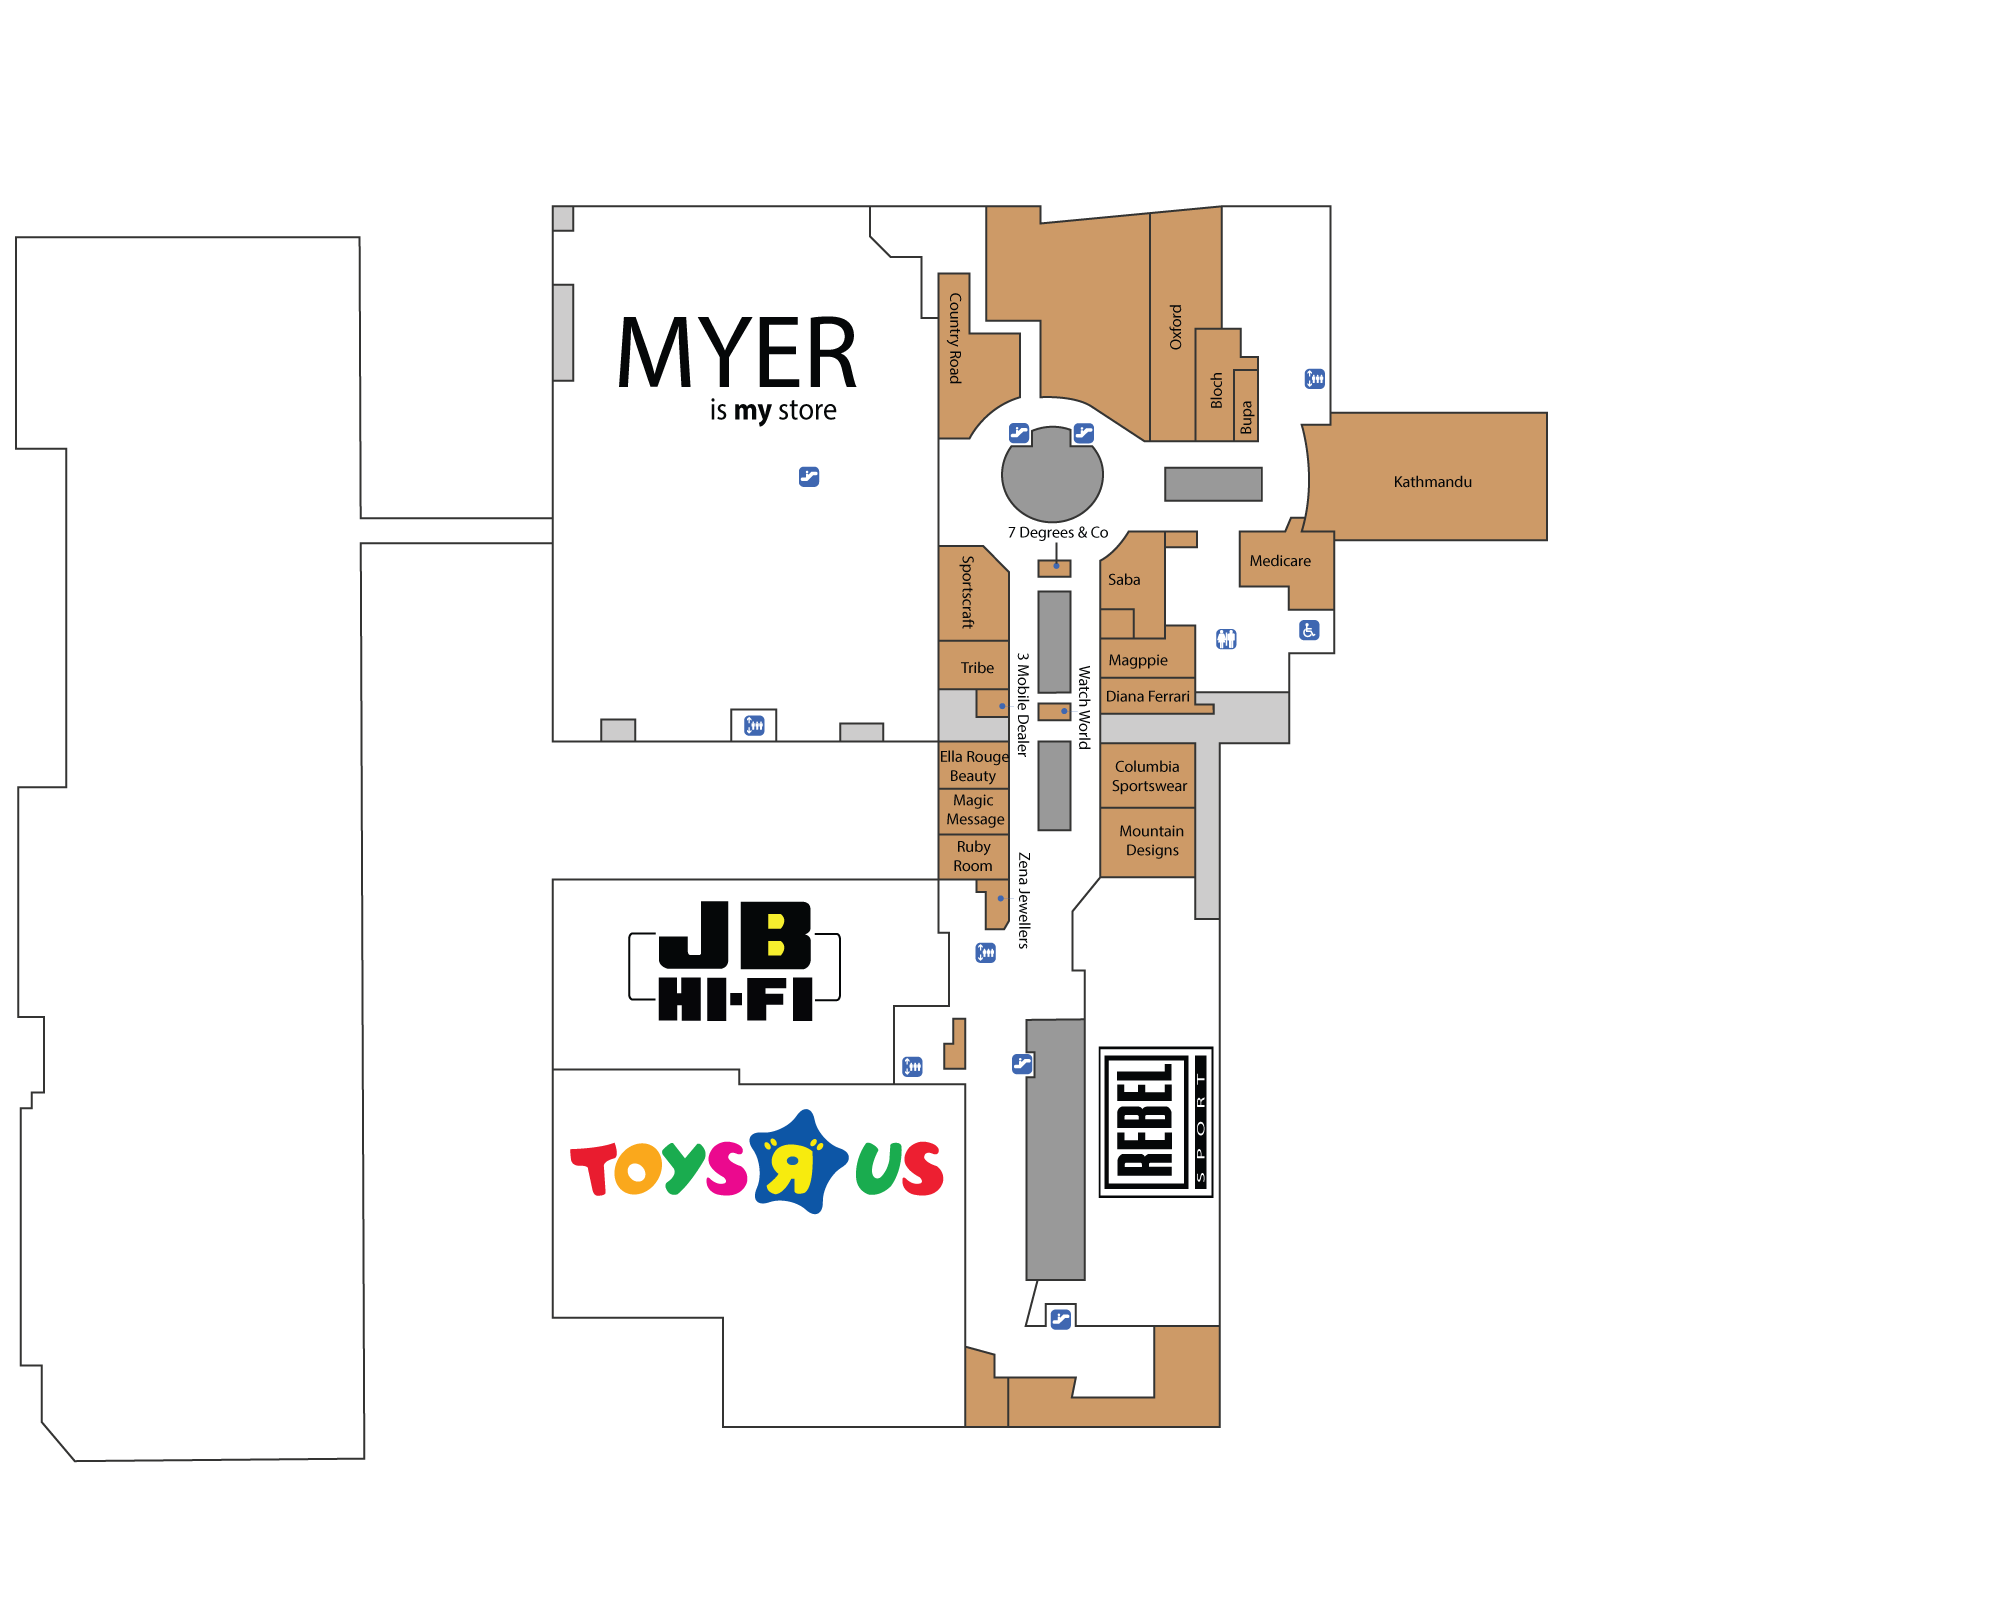 MYER
is my store
Country Road
Oxford
Bloch
Bupa
Kathmandu
7 Degrees & Co
Sportscraft
Saba
Medicare
Tribe
3 Mobile Dealer
Watch World
Magppie
Diana Ferrari
Ella Rouge
Beauty
Magic
Message
Ruby
Room
Columbia
Sportswear
Mountain
Designs
Zena Jewellers
JB
HI-FI
TOYS R US
REBEL
SPORT